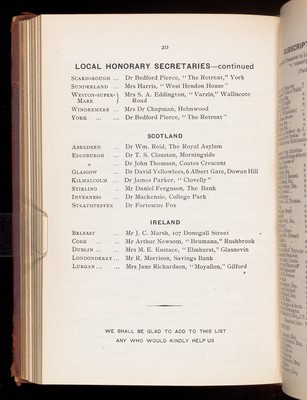 20
LOCAL HONORARY SECRETARIES—continued
SCARBOROUGH ... Dr Bedford Pierce, "The Retreat," York
SUNDERLAND ... Mrs Harris, "West Hendon House"
WESTON-SUPER- } Mrs S. A. Eddington, "Varzin," Walliscote
MARE } Road
WINDERMERE ... Mrs Dr Chapman, Helmwood
YORK ... ... Dr Bedford Pierce, "The Retreat"
SCOTLAND
ABERDEEN ... Dr Wm. Reid, The Royal Asylum
EDINBURGH ... Dr T. S. Clouston, Morningside
" ... Dr John Thomson, Coates Crescent
GLASGOW ... Dr David Yellowlees, 6 Albert Gate, Dowan Hill
KILMALCOLM ... Dr James Parker, "Clovelly"
STIRLING ... Mr Daniel Ferguson, The Bank
INVERNESS ... Dr Mackenzie, College Park
STRATHPEFFER Dr Fortescue Fox
IRELAND
BELFAST ... Mr J. C. Marsh, 107 Donegall Street
CORK ... ... Mr Arthur Newsom, "Brumana," Rushbrook
DUBLIN ... ... Mrs M. E. Eustace, "Elmhurst," Glasnevin
LONDONDERRY ... Mr R. Morrison, Savings Bank
LURGAN ... ... Mrs Jane Richardson, "Moyallon," Gilford
WE SHALL BE GLAD TO ADD TO THIS LIST
ANY WHO WOULD KINDLY HELP US
SUBSCRIPT